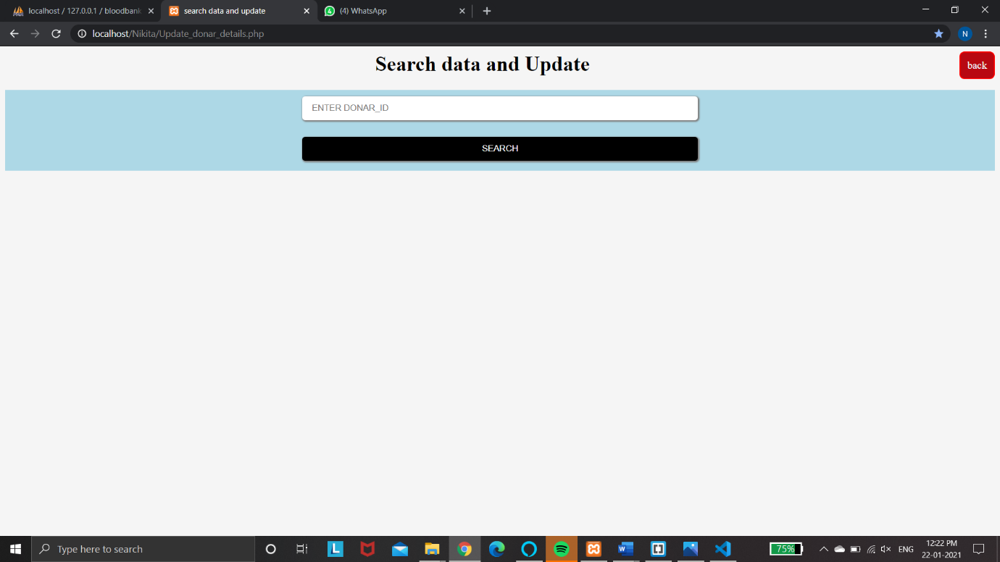 localhost / 127.0.0.1 / bloodbank
search data and update
4
(4) WhatsApp
localhost/Nikita/Update_donar_details.php
N
Search data and Update
back
ENTER DONAR_ID
SEARCH
Type here to search
L
75%
ENG
12:22 PM
22-01-2021